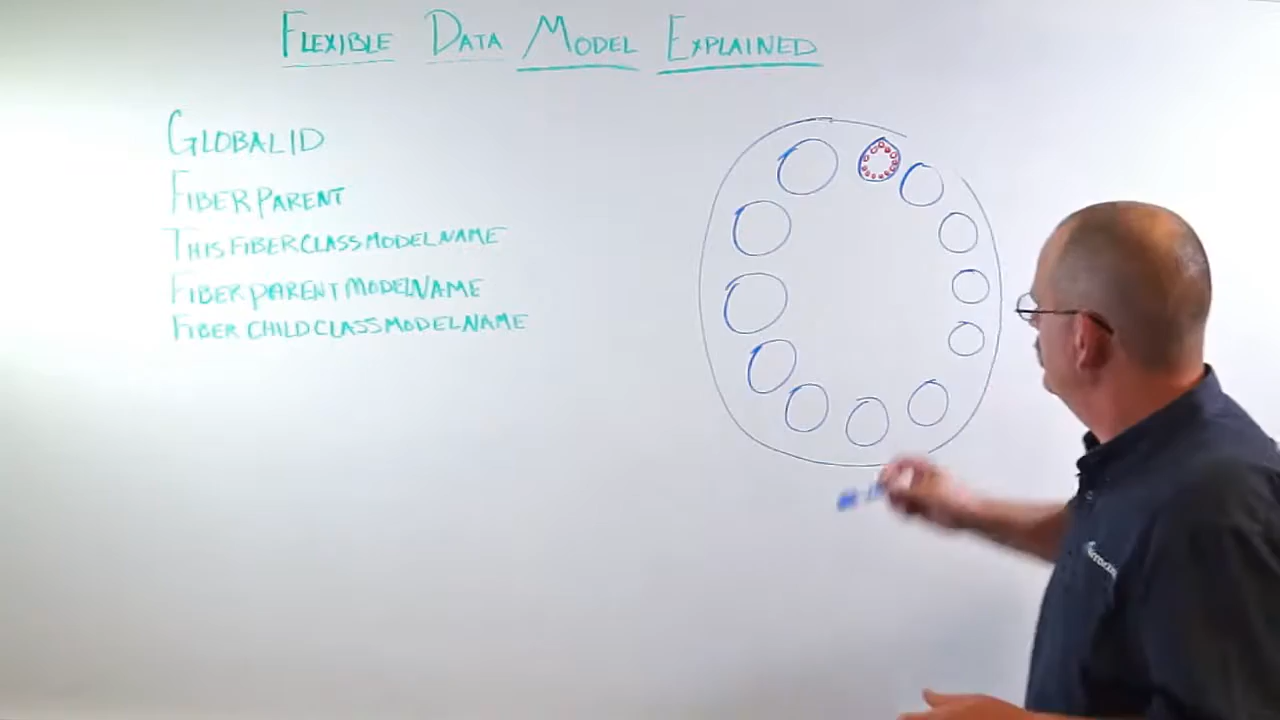 FLEXIBLE DATA MODEL EXPLAINED
GLOBALID
FIBERPARENT
THISFIBERCLASSMODELNAME
FIBERPARENTMODELNAME
FIBERCHILDCLASSMODELNAME